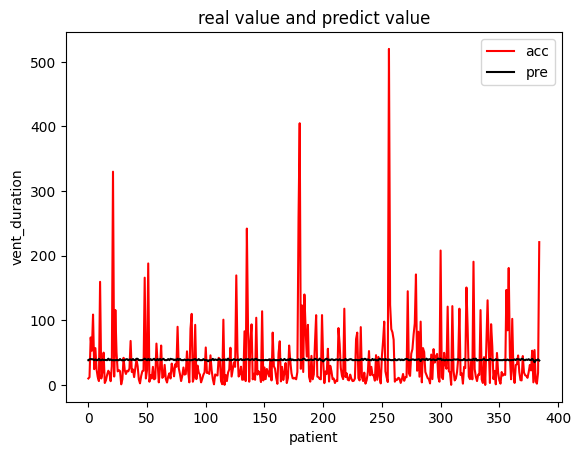 real value and predict value
acc
pre
500
400
300
200
100
0
vent_duration
0 50 100 150 200 250 300 350 400
patient